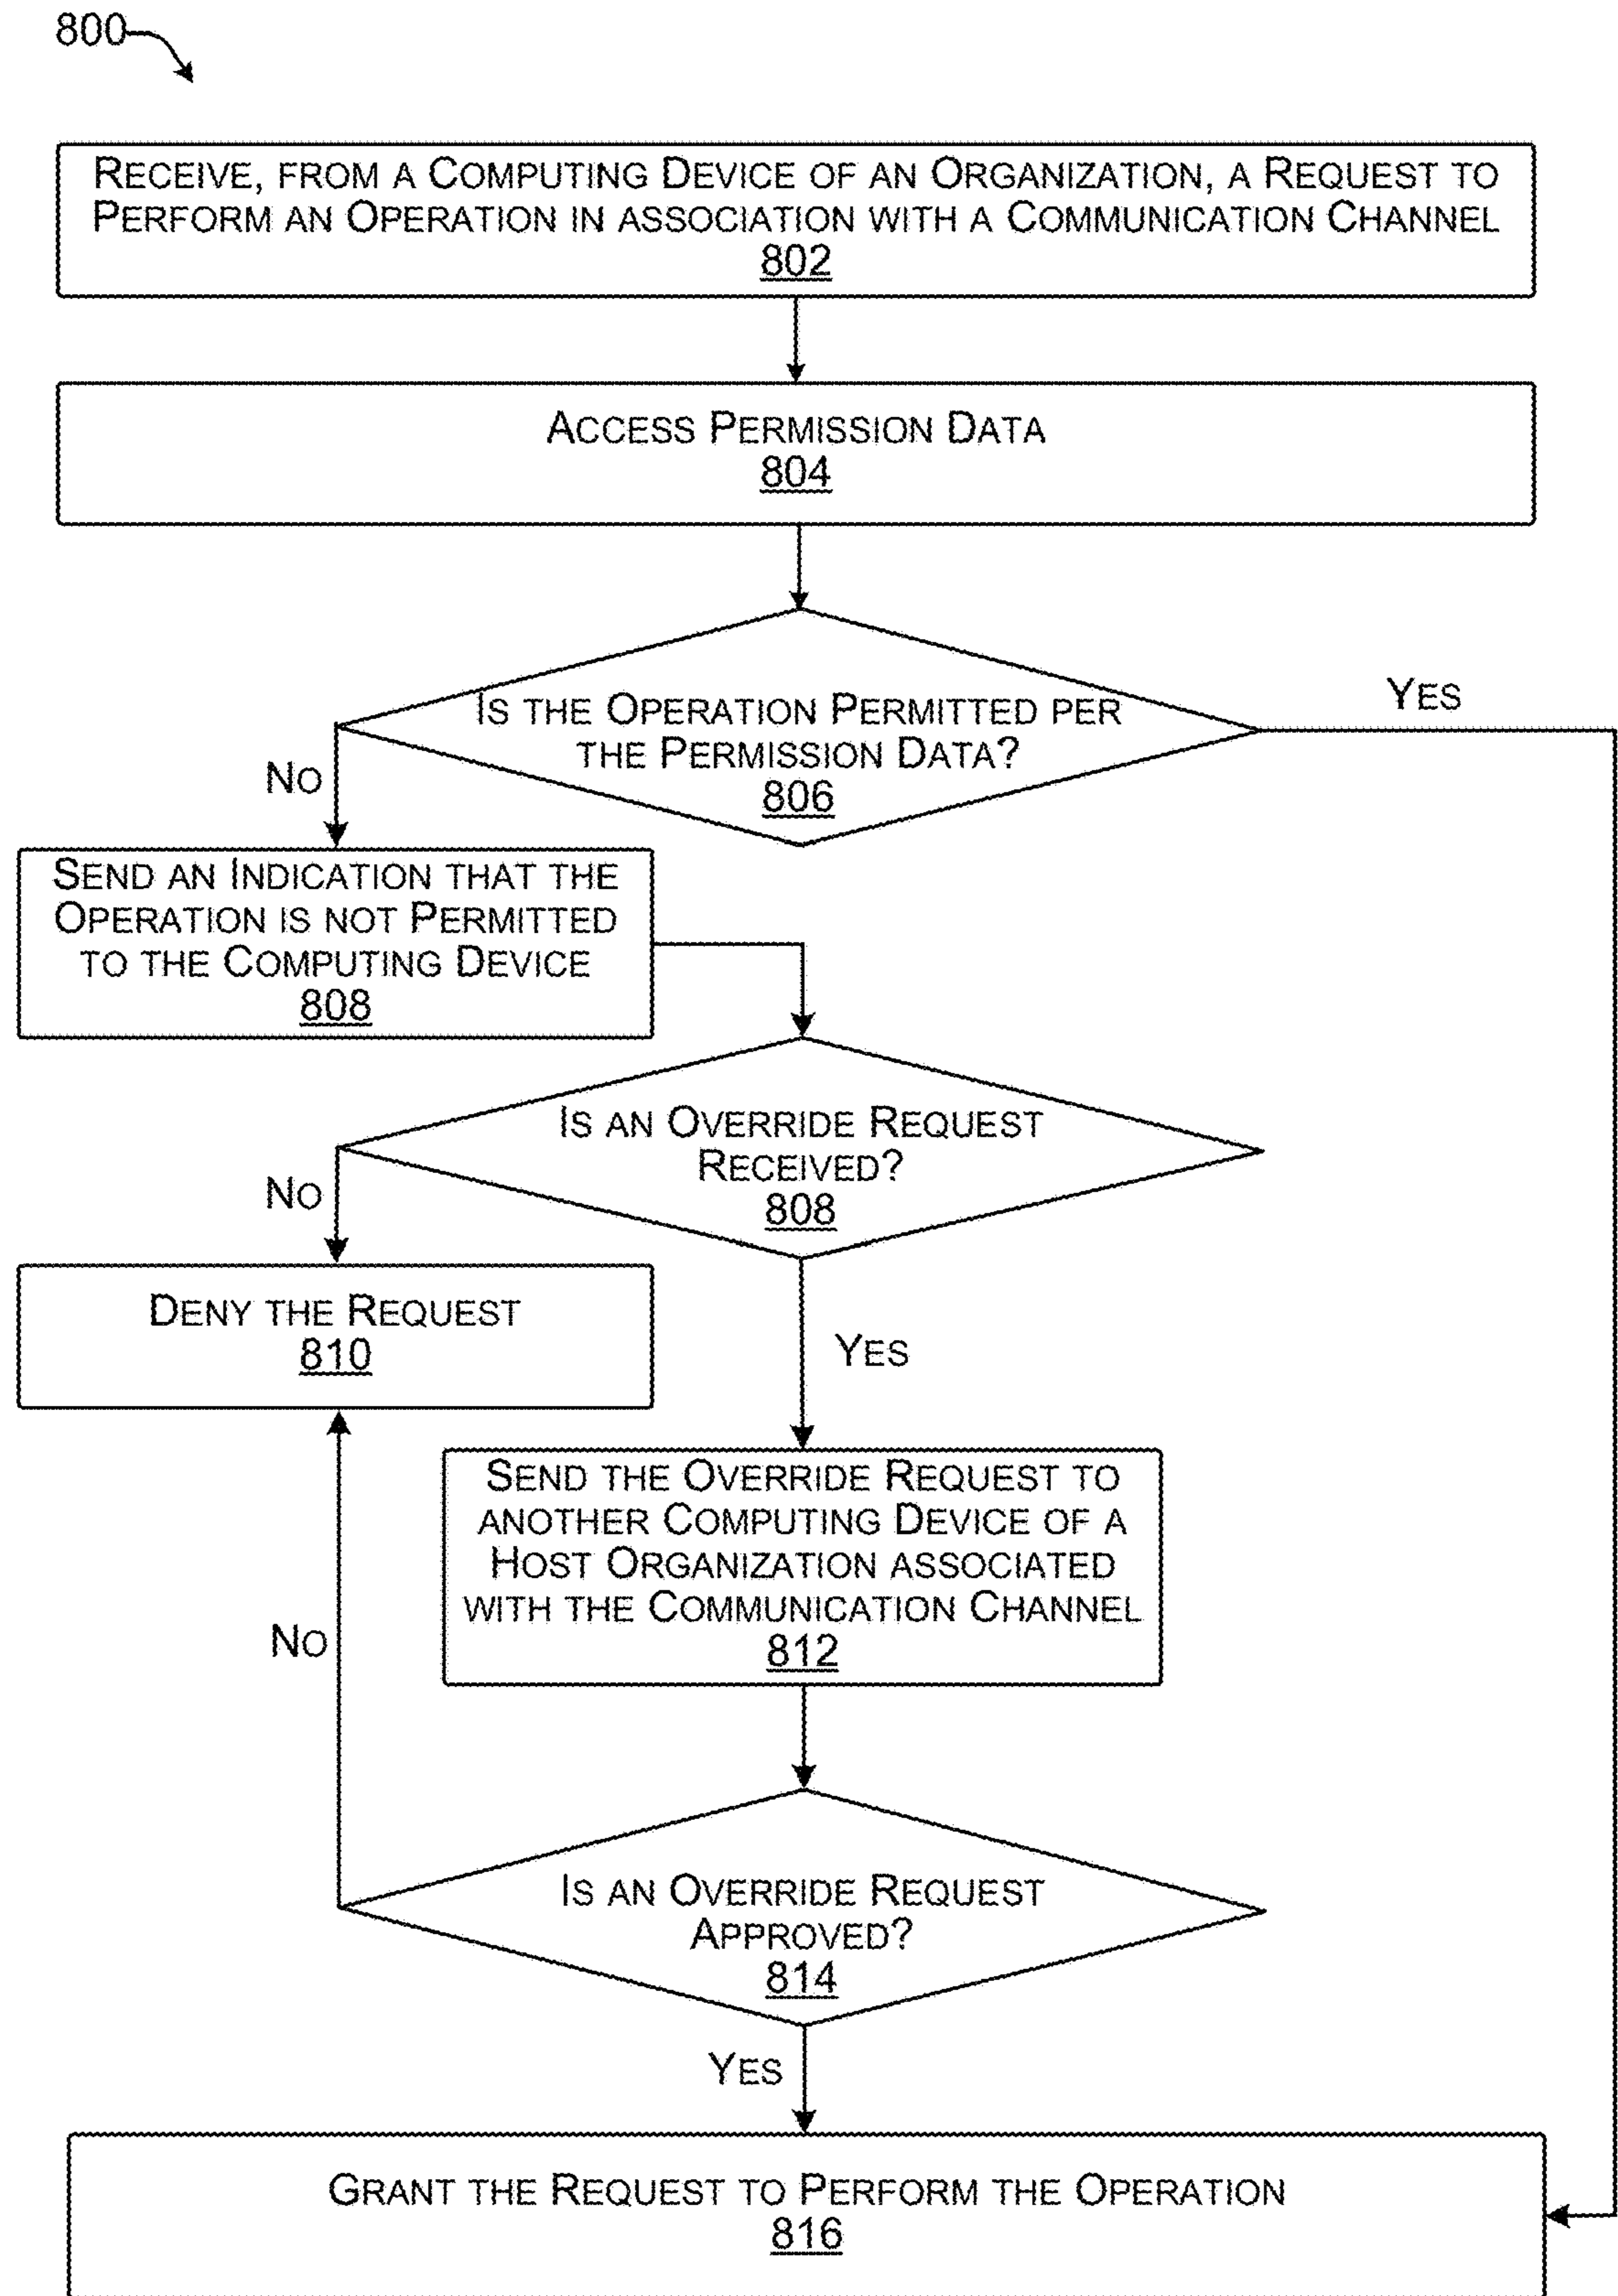 800
RECEIVE, FROM A COMPUTING DEVICE OF AN ORGANIZATION, A REQUEST TO
PERFORM AN OPERATION IN ASSOCIATION WITH A COMMUNICATION CHANNEL
802
ACCESS PERMISSION DATA
804
IS THE OPERATION PERMITTED PER
THE PERMISSION DATA?
806
YES
NO
SEND AN INDICATION THAT THE
OPERATION IS NOT PERMITTED
TO THE COMPUTING DEVICE
808
IS AN OVERRIDE REQUEST
RECEIVED?
808
NO
DENY THE REQUEST
810
YES
SEND THE OVERRIDE REQUEST TO
ANOTHER COMPUTING DEVICE OF A
HOST ORGANIZATION ASSOCIATED
WITH THE COMMUNICATION CHANNEL
812
NO
IS AN OVERRIDE REQUEST
APPROVED?
814
YES
GRANT THE REQUEST TO PERFORM THE OPERATION
816